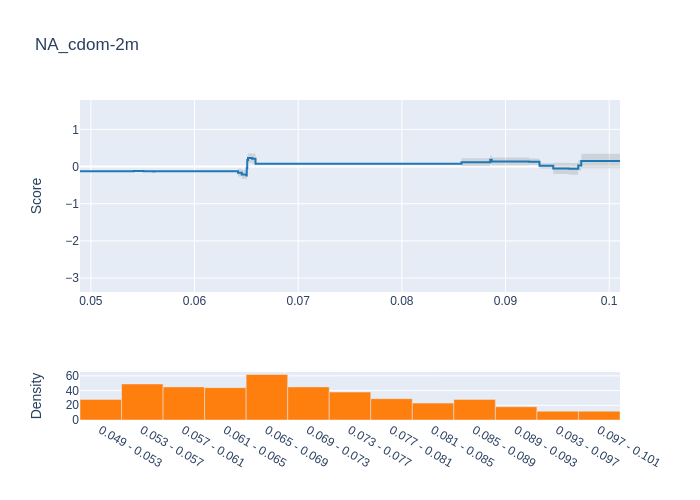 NA_cdom-2m
Score
1
0
−1
−2
−3
0.05 0.06 0.07 0.08 0.09 0.1
Density
60
40
20
0
0.049 - 0.053
0.053 - 0.057
0.057 - 0.061
0.061 - 0.065
0.065 - 0.069
0.069 - 0.073
0.073 - 0.077
0.077 - 0.081
0.081 - 0.085
0.085 - 0.089
0.089 - 0.093
0.093 - 0.097
0.097 - 0.101